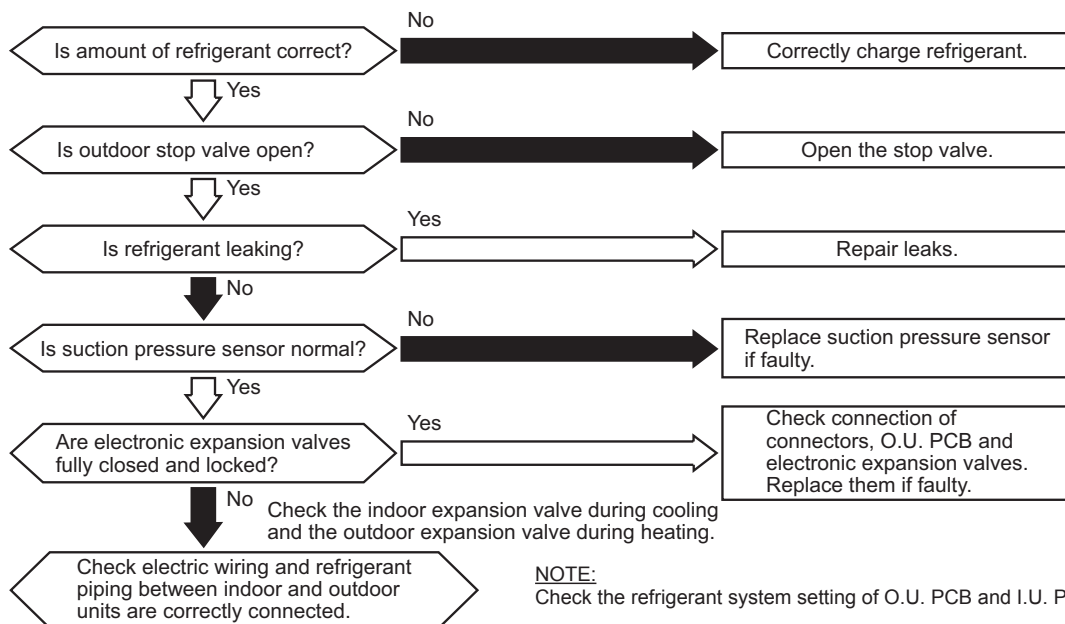 No
Is amount of refrigerant correct?
Correctly charge refrigerant.
Yes
No
Is outdoor stop valve open?
Open the stop valve.
Yes
Yes
Is refrigerant leaking?
Repair leaks.
No
No
Is suction pressure sensor normal?
Replace suction pressure sensor
if faulty.
Yes
Yes
Are electronic expansion valves
fully closed and locked?
Check connection of
connectors, O.U. PCB and
electronic expansion valves.
Replace them if faulty.
No
Check the indoor expansion valve during cooling
and the outdoor expansion valve during heating.
Check electric wiring and refrigerant
piping between indoor and outdoor
units are correctly connected.
NOTE:
Check the refrigerant system setting of O.U. PCB and I.U. P